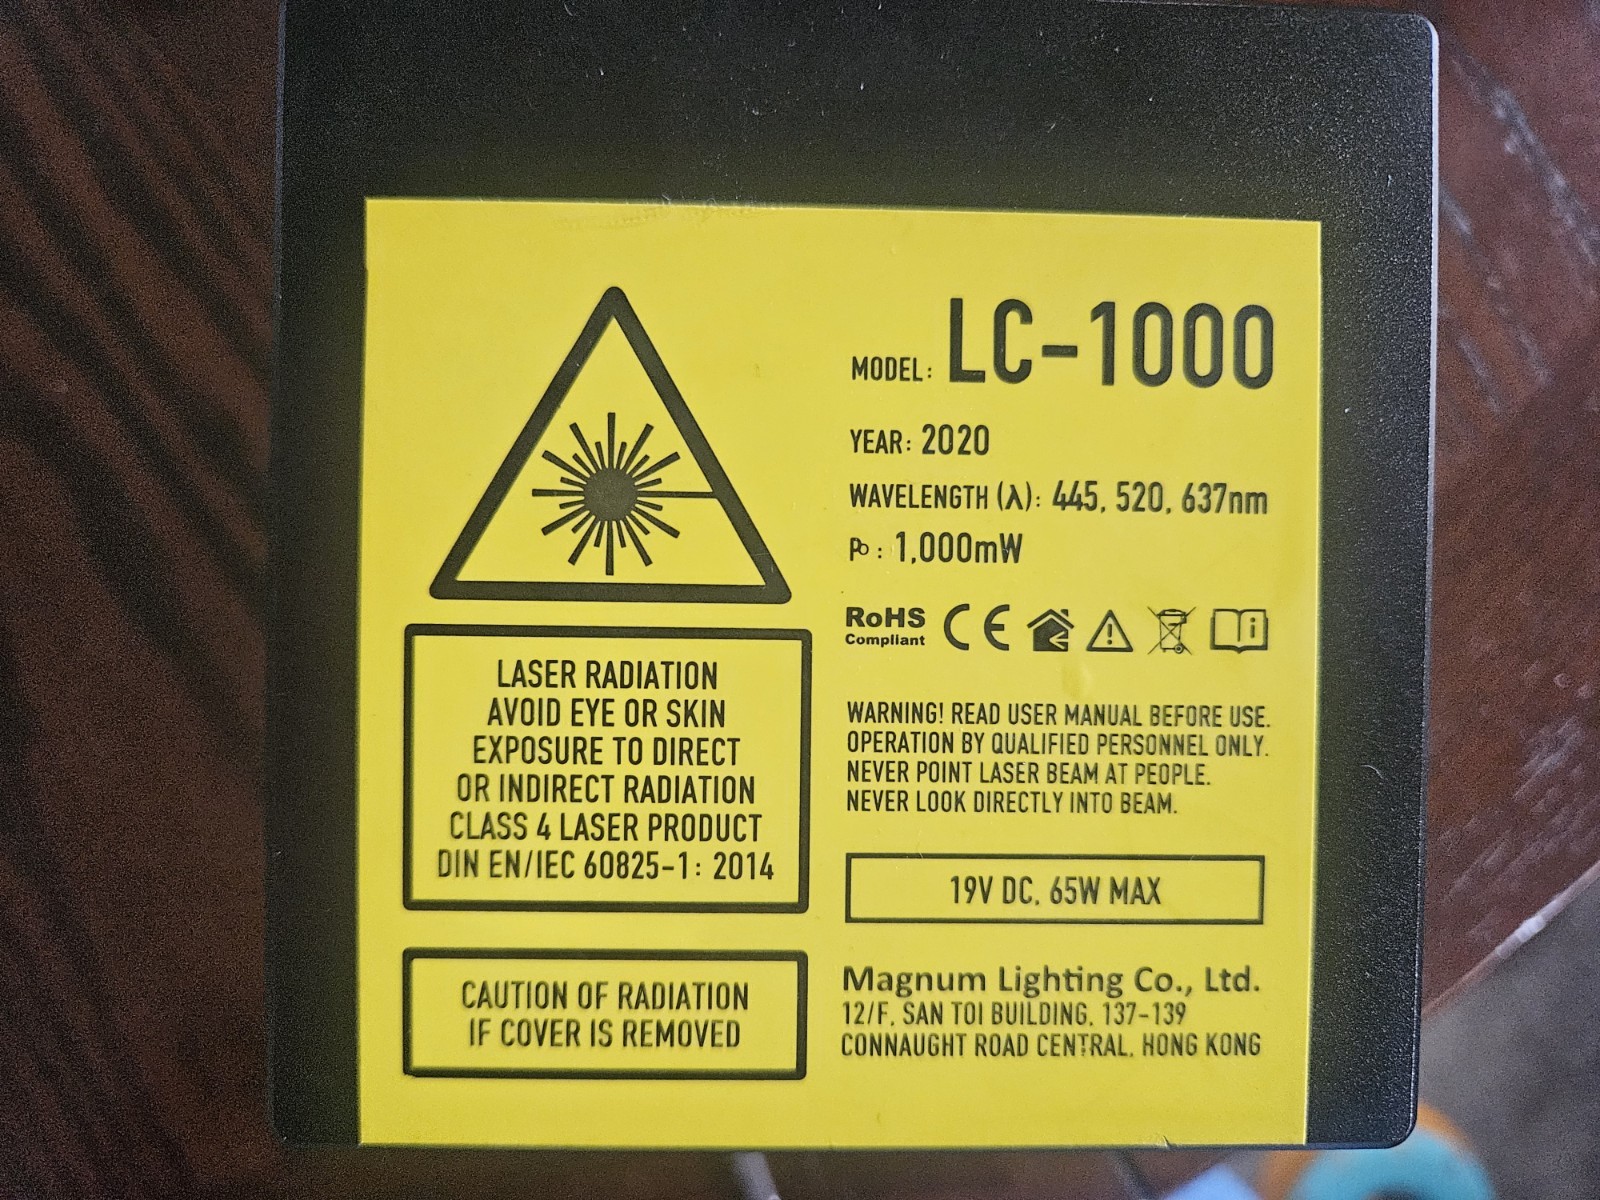 MODEL: LC-1000
YEAR: 2020
WAVELENGTH (λ): 445, 520, 637nm
Po : 1,000mW
RoHS
Compliant
CE
LASER RADIATION
AVOID EYE OR SKIN
EXPOSURE TO DIRECT
OR INDIRECT RADIATION
CLASS 4 LASER PRODUCT
DIN EN/IEC 60825-1: 2014
CAUTION OF RADIATION
IF COVER IS REMOVED
WARNING! READ USER MANUAL BEFORE USE.
OPERATION BY QUALIFIED PERSONNEL ONLY.
NEVER POINT LASER BEAM AT PEOPLE.
NEVER LOOK DIRECTLY INTO BEAM.
19V DC, 65W MAX
Magnum Lighting Co., Ltd.
12/F, SAN TOI BUILDING, 137-139
CONNAUGHT ROAD CENTRAL, HONG KONG